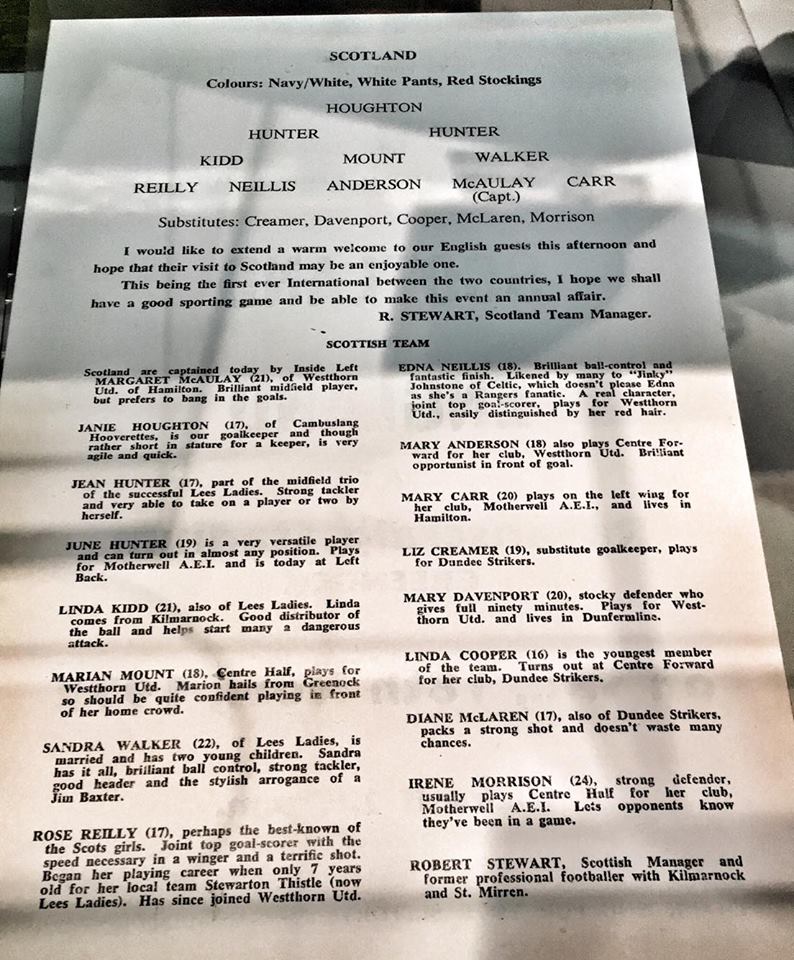 SCOTLAND
Colours: Navy/White, White Pants, Red Stockings
HOUGHTON
HUNTER HUNTER
KIDD MOUNT WALKER
REILLY NEILLIS ANDERSON McAULAY CARR
(Capt.)
Substitutes: Creamer, Davenport, Cooper, McLaren, Morrison
I would like to extend a warm welcome to our English guests this afternoon and
hope that their visit to Scotland may be an enjoyable one.
This being the first ever International between the two countries, I hope we shall
have a good sporting game and be able to make this event an annual affair.
R. STEWART, Scotland Team Manager.
SCOTTISH TEAM
Scotland are captained today by Inside Left
MARGARET McAULAY (21), of Westthorn
Utd. of Hamilton. Brilliant midfield player,
but prefers to bang in the goals.
JANIE HOUGHTON (17), of Cambuslang
Hooverettes, is our goalkeeper and though
rather short in stature for a keeper, is very
agile and quick.
JEAN HUNTER (17), part of the midfield trio
of the successful Lees Ladies. Strong tackler
and very able to take on a player or two by
herself.
JUNE HUNTER (19) is a very versatile player
and can turn out in almost any position. Plays
for Motherwell A.E.I. and is today at Left
Back.
LINDA KIDD (21), also of Lees Ladies. Linda
comes from Kilmarnock. Good distributor of
the ball and helps start many a dangerous
attack.
MARIAN MOUNT (18), Centre Half, plays for
Westthorn Utd. Marion hails from Greenock
so should be quite confident playing in front
of her home crowd.
SANDRA WALKER (22), of Lees Ladies, is
married and has two young children. Sandra
has it all, brilliant ball control, strong tackler,
good header and the stylish arrogance of a
Jim Baxter.
ROSE REILLY (17), perhaps the best-known of
the Scots girls. Joint top goal-scorer with the
speed necessary in a winger and a terrific shot.
Began her playing career when only 7 years
old for her local team Stewarton Thistle (now
Lees Ladies). Has since joined Westthorn Utd.
EDNA NEILLIS (18). Brilliant ball-control and
fantastic finish. Likened by many to "Jinky"
Johnstone of Celtic, which doesn't please Edna
as she's a Rangers fanatic. A real character,
joint top goal-scorer, plays for Westthorn
Utd., easily distinguished by her red hair.
MARY ANDERSON (18) also plays Centre For-
ward for her club, Westthorn Utd. Brilliant
opportunist in front of goal.
MARY CARR (20) plays on the left wing for
her club, Motherwell A.E.I., and lives in
Hamilton.
LIZ CREAMER (19), substitute goalkeeper, plays
for Dundee Strikers.
MARY DAVENPORT (20), stocky defender who
gives full ninety minutes. Plays for West-
thorn Utd. and lives in Dunfermline.
LINDA COOPER (16) is the youngest member
of the team. Turns out at Centre Forward
for her club, Dundee Strikers.
DIANE McLAREN (17), also of Dundee Strikers,
packs a strong shot and doesn't waste many
chances.
IRENE MORRISON (24), strong defender,
usually plays Centre Half for her club,
Motherwell A.E.I. Lets opponents know
they've been in a game.
ROBERT STEWART, Scottish Manager and
former professional footballer with Kilmarnock
and St. Mirren.